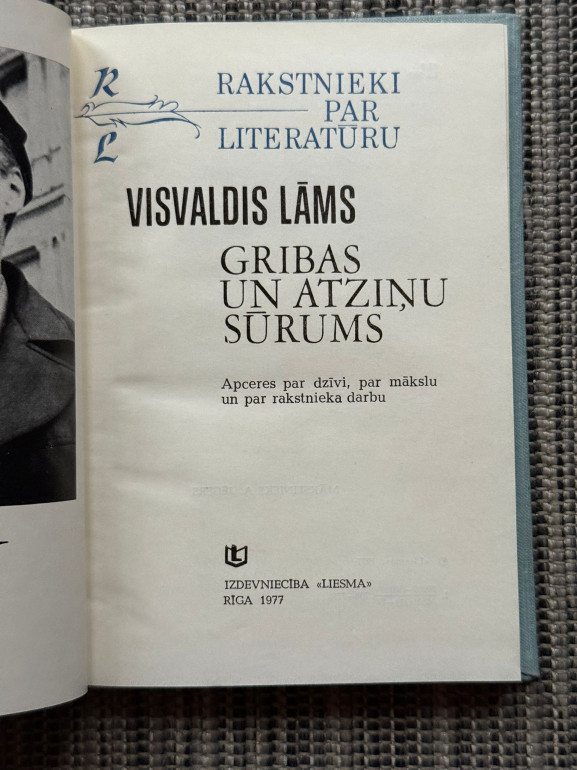 R
RAKSTNIEKI
PAR
L
LITERATŪRU
VISVALDIS LĀMS
GRIBAS
UN ATZIŅU
SŪRUMS
Apceres par dzīvi, par mākslu
un par rakstnieka darbu
IZDEVNIECĪBA «LIESMA»
RĪGA 1977